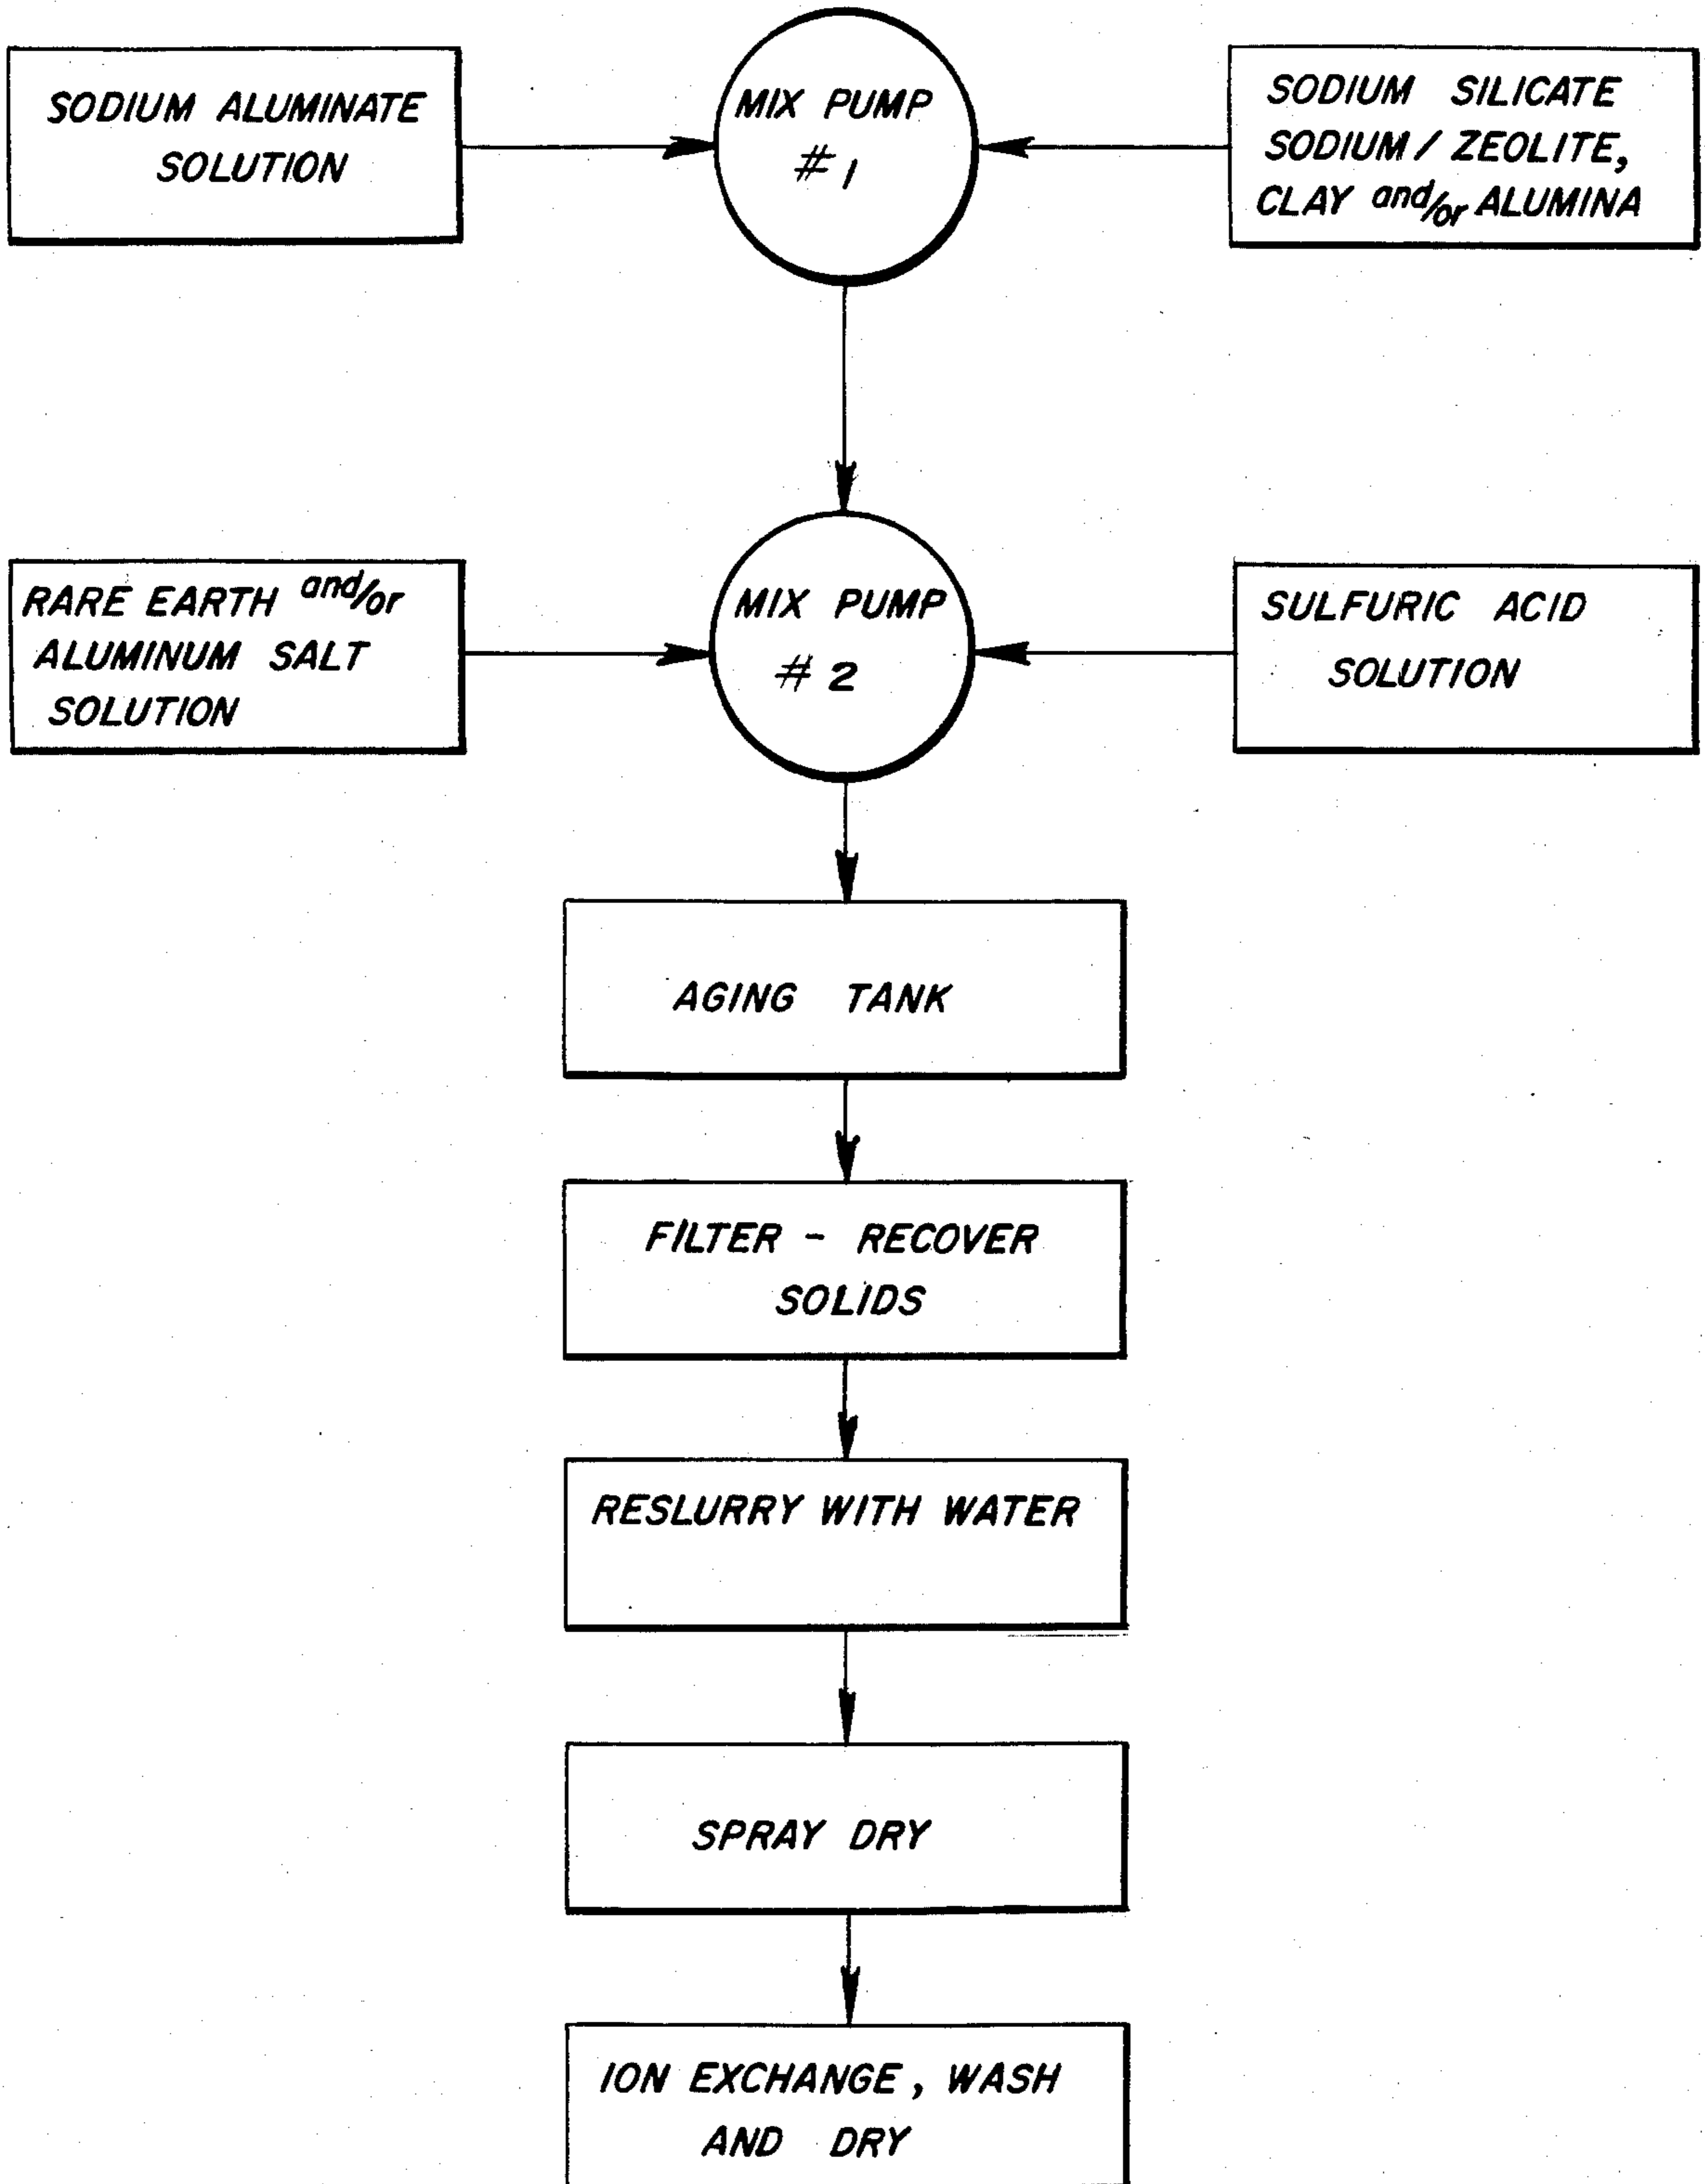 SODIUM ALUMINATE
SOLUTION
MIX PUMP
#1
SODIUM SILICATE
SODIUM / ZEOLITE,
CLAY and/or ALUMINA
RARE EARTH and/or
ALUMINUM SALT
SOLUTION
MIX PUMP
#2
SULFURIC ACID
SOLUTION
AGING TANK
FILTER - RECOVER
SOLIDS
RESLURRY WITH WATER
SPRAY DRY
ION EXCHANGE, WASH
AND DRY